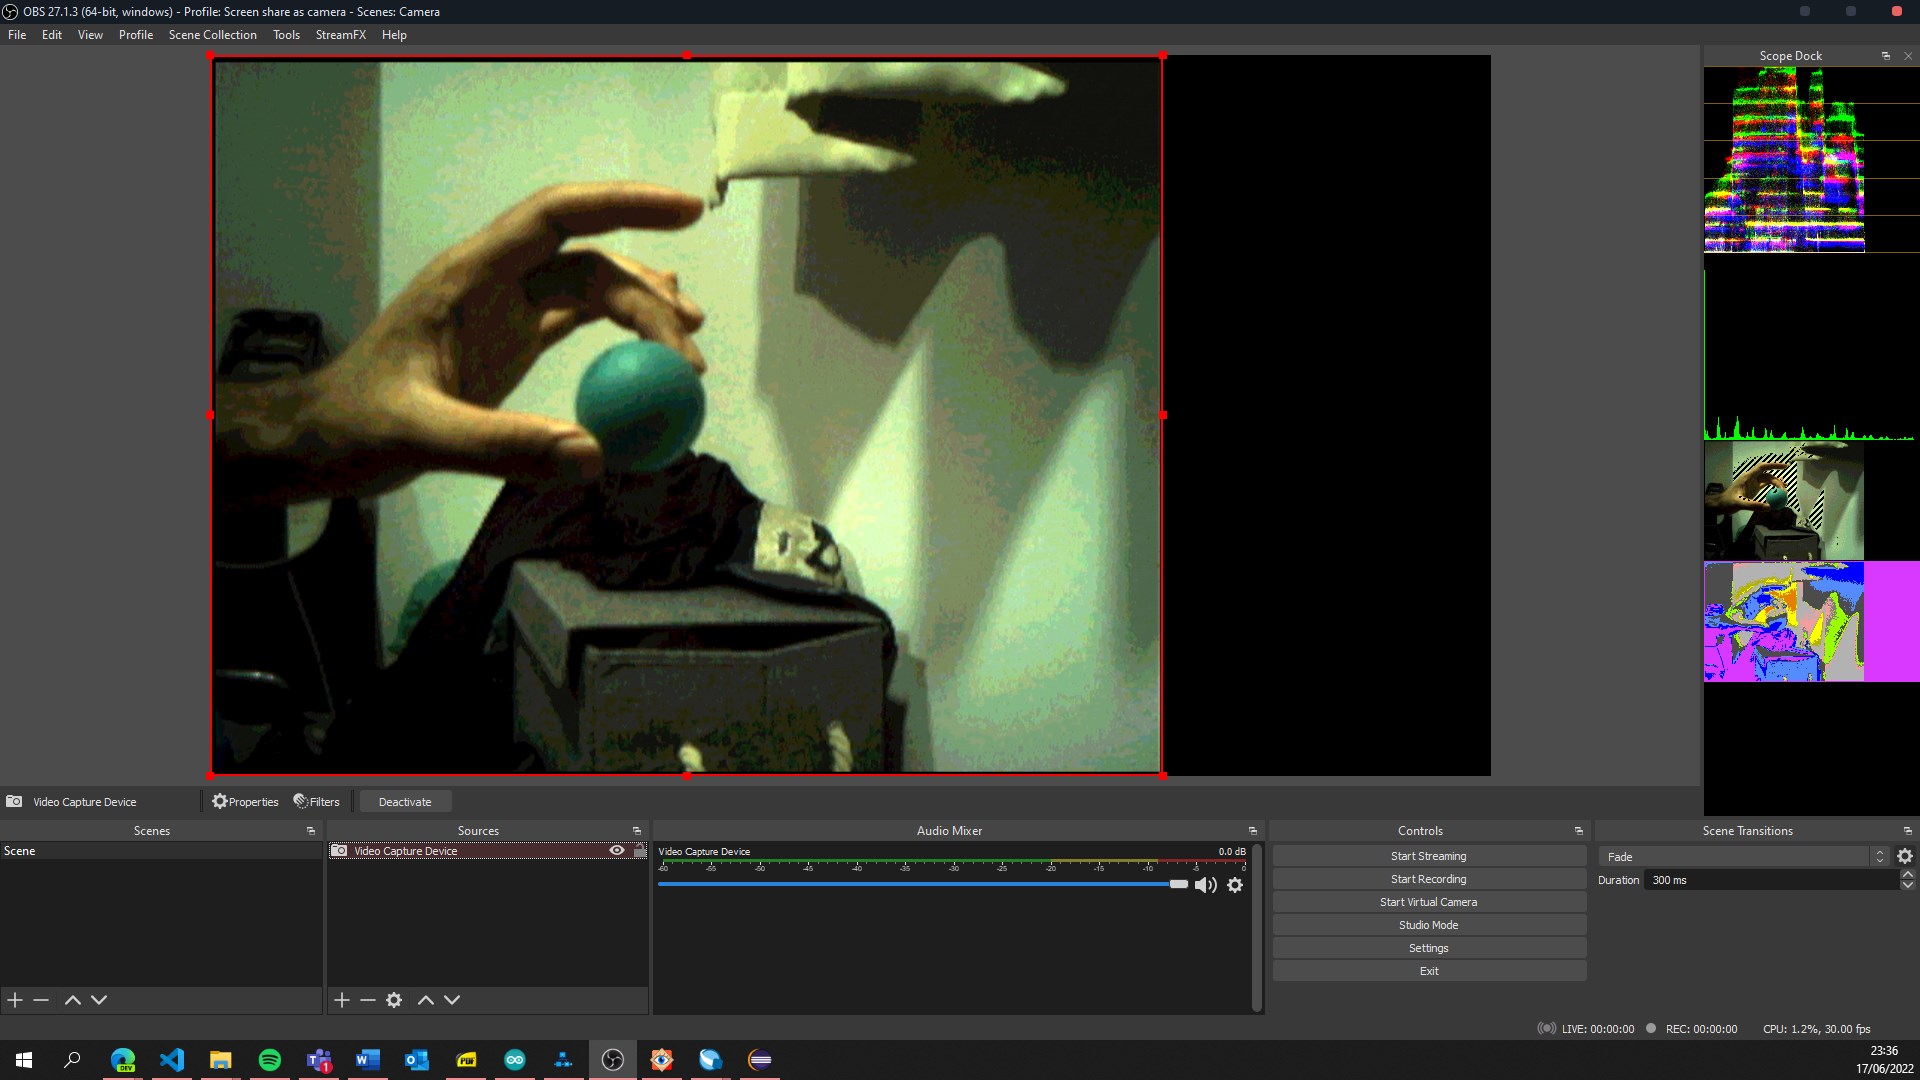 OBS 27.1.3 (64-bit, windows) - Profile: Screen share as camera - Scenes: Camera
File Edit View Profile Scene Collection Tools StreamFX Help
Scope Dock
Video Capture Device Properties Filters Deactivate
Scenes
Scene
Sources
Video Capture Device
Audio Mixer
Video Capture Device 0.0 dB
-60 -55 -50 -45 -40 -35 -30 -25 -20 -15 -10 -5 0
Controls
Start Streaming
Start Recording
Start Virtual Camera
Studio Mode
Settings
Exit
Scene Transitions
Fade
Duration 300 ms
LIVE: 00:00:00 REC: 00:00:00 CPU: 1.2%, 30.00 fps
DEV
1
PDF
23:36
17/06/2022